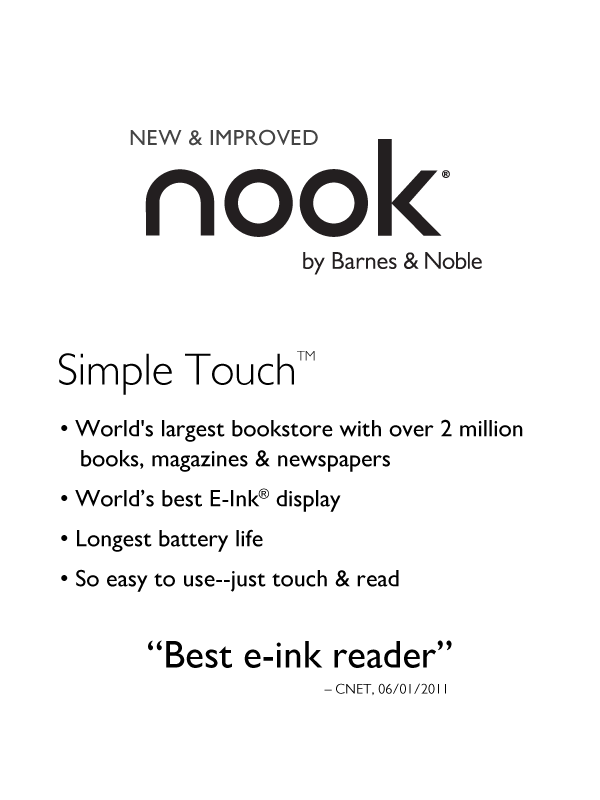 NEW & IMPROVED
nook®
by Barnes & Noble
Simple Touch™
• World's largest bookstore with over 2 million
books, magazines & newspapers
• World’s best E-Ink® display
• Longest battery life
• So easy to use--just touch & read
“Best e-ink reader”
– CNET, 06/01/2011